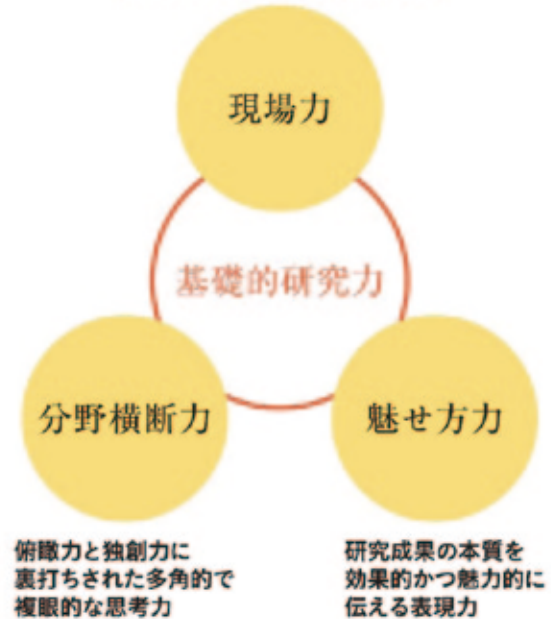 現場力
基礎的研究力
分野横断力
魅せ方力
俯瞰力と独創力に
裏打ちされた多角的で
複眼的な思考力
研究成果の本質を
効果的かつ魅力的に
伝える表現力